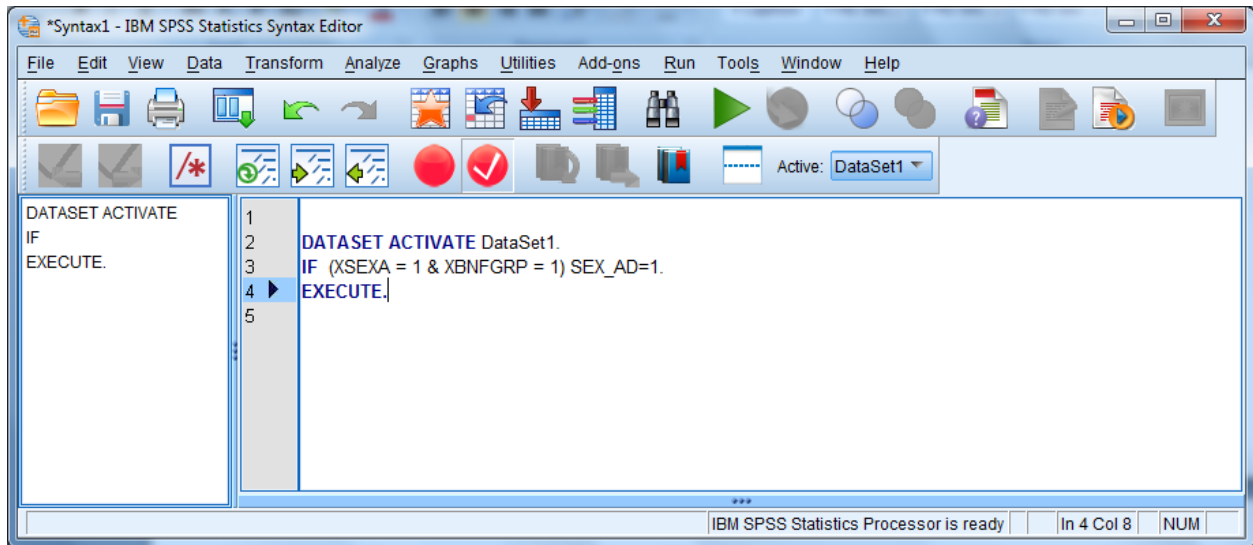 *Syntax1 - IBM SPSS Statistics Syntax Editor
File Edit View Data Transform Analyze Graphs Utilities Add-ons Run Tools Window Help
/*
Active: DataSet1
DATASET ACTIVATE
IF
EXECUTE.
1
2 DATASET ACTIVATE DataSet1.
3 IF (XSEXA = 1 & XBNFGRP = 1) SEX_AD=1.
4 EXECUTE.
5
IBM SPSS Statistics Processor is ready In 4 Col 8 NUM